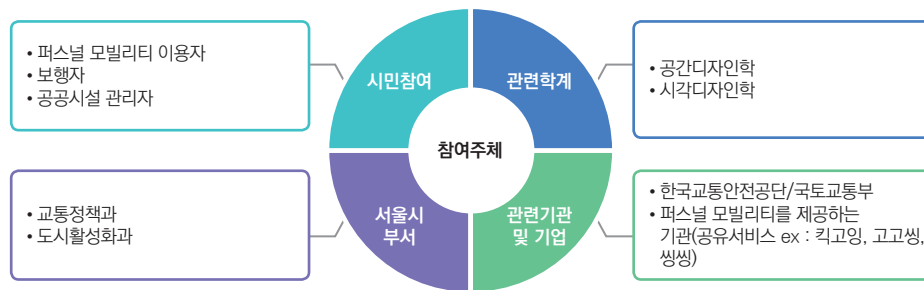 • 퍼스널 모빌리티 이용자
• 보행자
• 공공시설 관리자
시민참여
관련학계
• 공간디자인학
• 시각디자인학
참여주체
• 교통정책과
• 도시활성화과
서울시
부서
관련기관
및 기업
• 한국교통안전공단/국토교통부
• 퍼스널 모빌리티를 제공하는
기관(공유서비스 ex : 킥고잉, 고고씽,
씽씽)